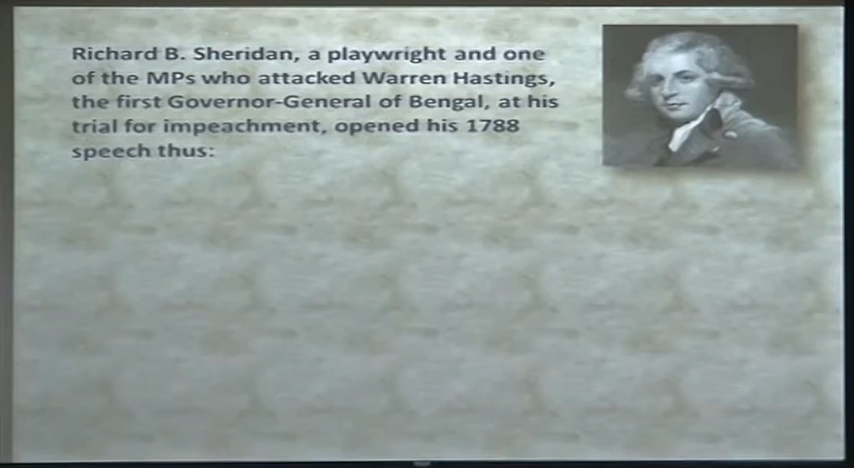 Richard B. Sheridan, a playwright and one
of the MPs who attacked Warren Hastings,
the first Governor-General of Bengal, at his
trial for impeachment, opened his 1788
speech thus: